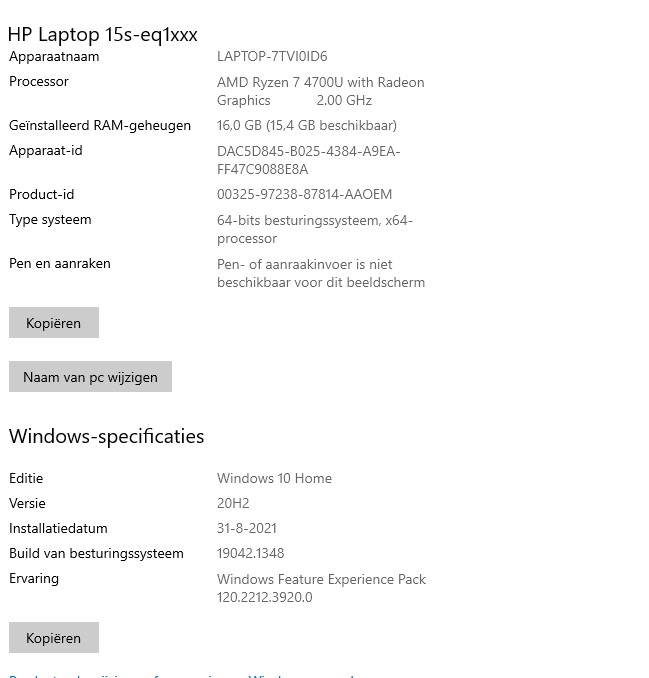 HP Laptop 15s-eq1xxx
Apparaatnaam LAPTOP-7TVI0ID6
Processor AMD Ryzen 7 4700U with Radeon
Graphics 2.00 GHz
Geïnstalleerd RAM-geheugen 16,0 GB (15,4 GB beschikbaar)
Apparaat-id DAC5D845-B025-4384-A9EA-
FF47C9088E8A
Product-id 00325-97238-87814-AAOEM
Type systeem 64-bits besturingssysteem, x64-
processor
Pen en aanraken Pen- of aanraakinvoer is niet
beschikbaar voor dit beeldscherm
Kopiëren
Naam van pc wijzigen
Windows-specificaties
Editie Windows 10 Home
Versie 20H2
Installatiedatum 31-8-2021
Build van besturingssysteem 19042.1348
Ervaring Windows Feature Experience Pack
120.2212.3920.0
Kopiëren